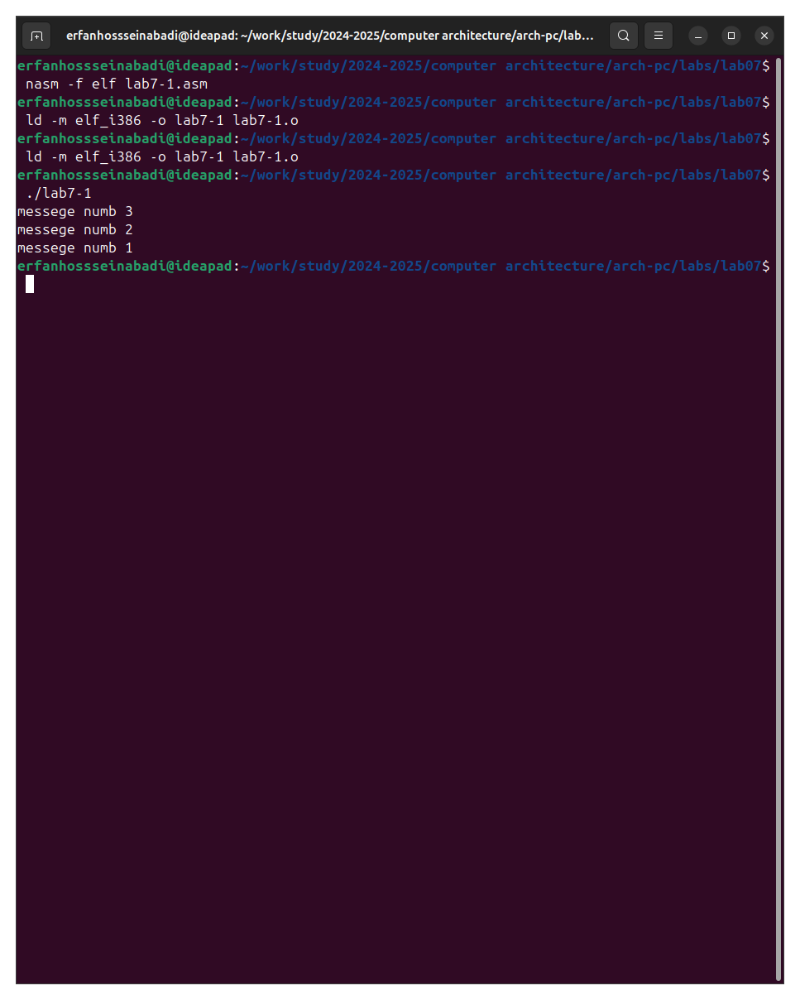 erfanhossseinabadi@ideapad: ~/work/study/2024-2025/computer architecture/arch-pc/lab…
erfanhossseinabadi@ideapad:~/work/study/2024-2025/computer architecture/arch-pc/labs/lab07$
nasm -f elf lab7-1.asm
erfanhossseinabadi@ideapad:~/work/study/2024-2025/computer architecture/arch-pc/labs/lab07$
ld -m elf_i386 -o lab7-1 lab7-1.o
erfanhossseinabadi@ideapad:~/work/study/2024-2025/computer architecture/arch-pc/labs/lab07$
ld -m elf_i386 -o lab7-1 lab7-1.o
erfanhossseinabadi@ideapad:~/work/study/2024-2025/computer architecture/arch-pc/labs/lab07$
./lab7-1
messege numb 3
messege numb 2
messege numb 1
erfanhossseinabadi@ideapad:~/work/study/2024-2025/computer architecture/arch-pc/labs/lab07$